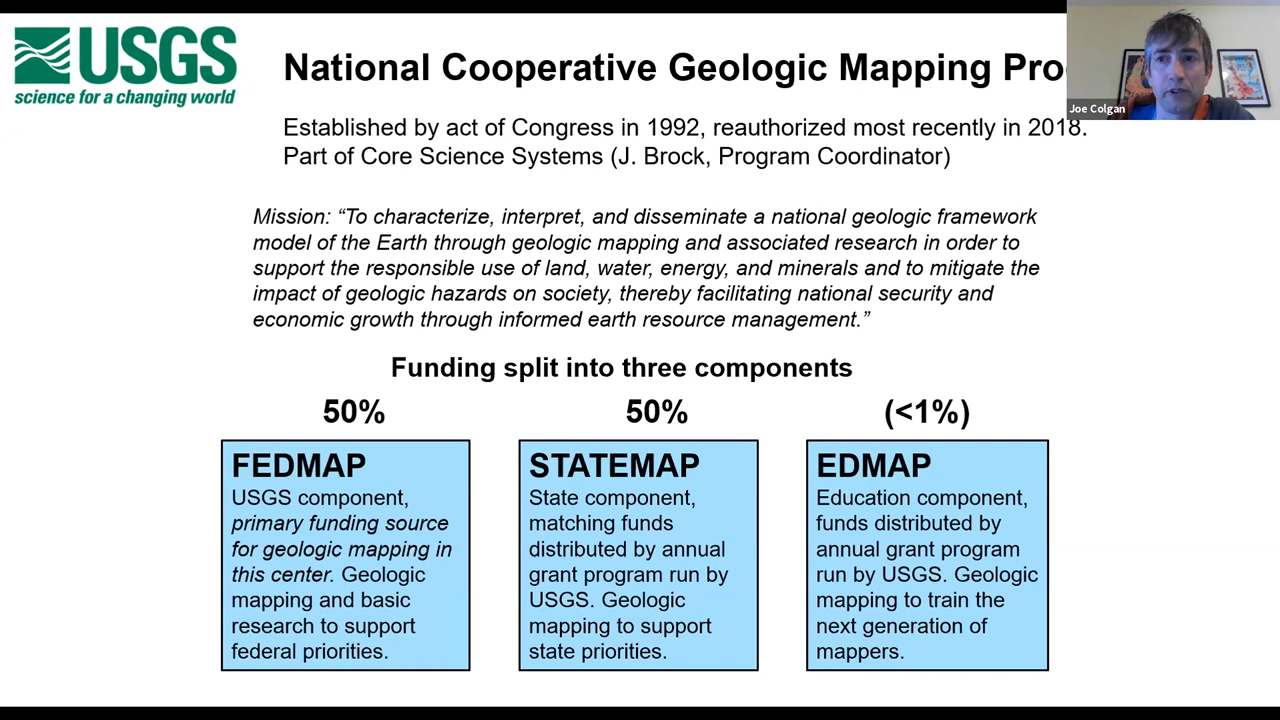 USGS
science for a changing world
National Cooperative Geologic Mapping Pro
Joe Colgan
Established by act of Congress in 1992, reauthorized most recently in 2018.
Part of Core Science Systems (J. Brock, Program Coordinator)
Mission: “To characterize, interpret, and disseminate a national geologic framework
model of the Earth through geologic mapping and associated research in order to
support the responsible use of land, water, energy, and minerals and to mitigate the
impact of geologic hazards on society, thereby facilitating national security and
economic growth through informed earth resource management.”
Funding split into three components
50%
FEDMAP
USGS component,
primary funding source
for geologic mapping in
this center. Geologic
mapping and basic
research to support
federal priorities.
50%
STATEMAP
State component,
matching funds
distributed by annual
grant program run by
USGS. Geologic
mapping to support
state priorities.
(<1%)
EDMAP
Education component,
funds distributed by
annual grant program
run by USGS. Geologic
mapping to train the
next generation of
mappers.